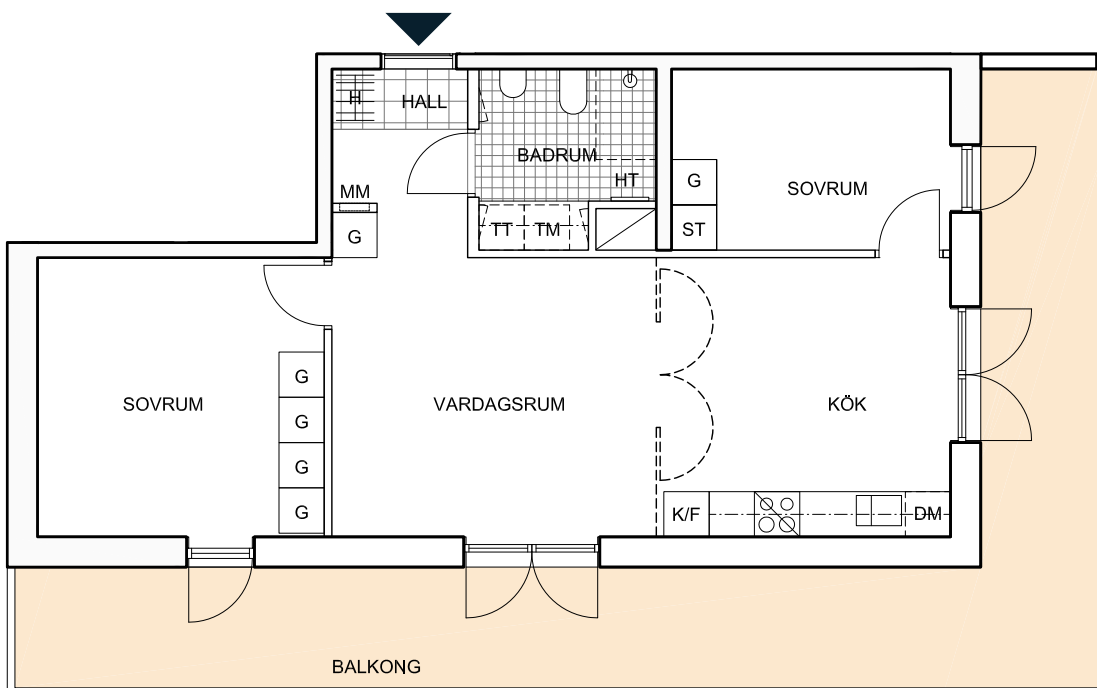 H
HALL
BADRUM
MM
HT
G
SOVRUM
G
TT
TM
ST
G
SOVRUM
VARDAGSRUM
KÖK
G
G
G
K/F
DM
BALKONG